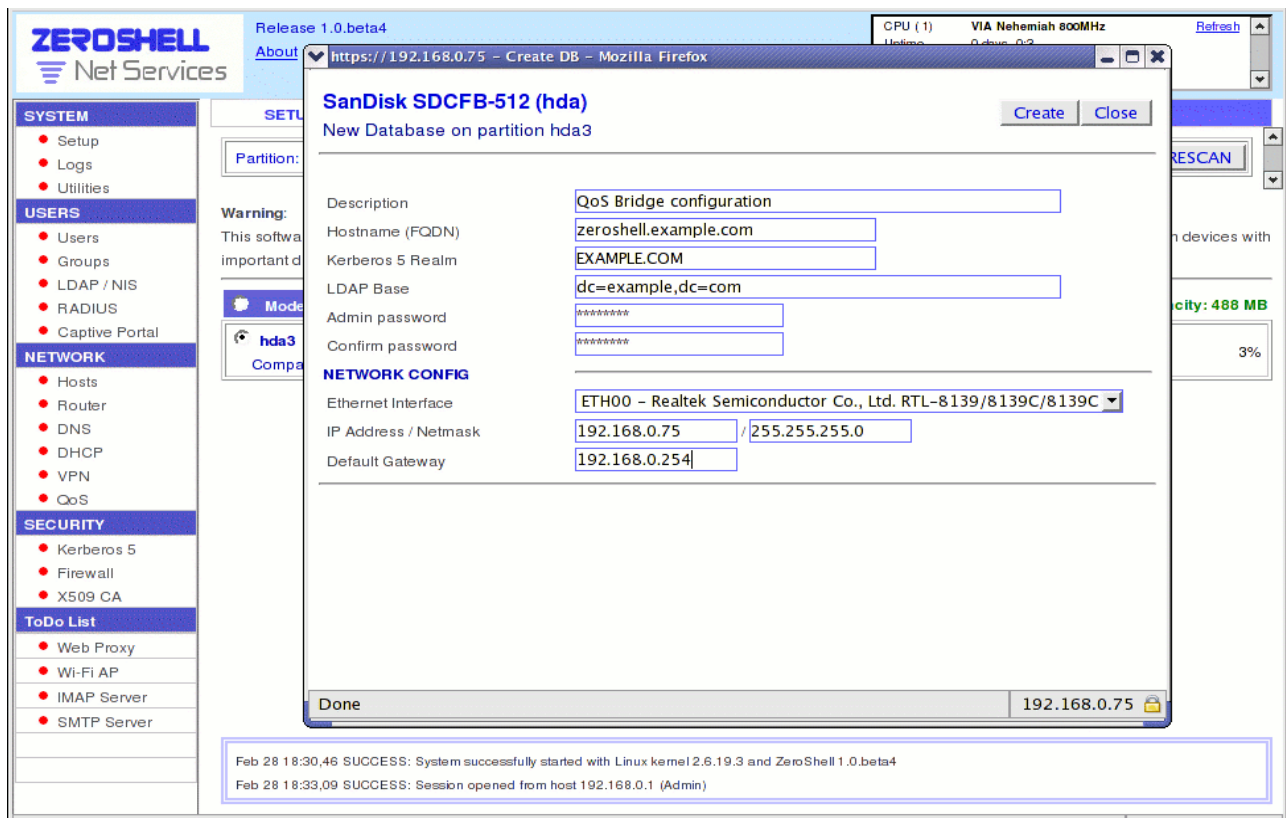 ZEROSHELL
Net Services
Release 1.0.beta4
About
CPU (1) VIA Nehemiah 800MHz Refresh
Uptime 0 days, 0:3
https://192.168.0.75 - Create DB - Mozilla Firefox
SanDisk SDCFB-512 (hda)
New Database on partition hda3
Create Close
Description QoS Bridge configuration
Hostname (FQDN) zeroshell.example.com
Kerberos 5 Realm EXAMPLE.COM
LDAP Base dc=example,dc=com
Admin password ********
Confirm password ********
NETWORK CONFIG
Ethernet Interface ETH00 - Realtek Semiconductor Co., Ltd. RTL-8139/8139C/8139C
IP Address / Netmask 192.168.0.75 / 255.255.255.0
Default Gateway 192.168.0.254
Done 192.168.0.75
SYSTEM
Setup
Logs
Utilities
USERS
Users
Groups
LDAP / NIS
RADIUS
Captive Portal
NETWORK
Hosts
Router
DNS
DHCP
VPN
QoS
SECURITY
Kerberos 5
Firewall
X509 CA
ToDo List
Web Proxy
Wi-Fi AP
IMAP Server
SMTP Server
SETU
Partition: RESCAN
Warning:
This softwa n devices with
important d
Mode city: 488 MB
hda3 3%
Compa
Feb 28 18:30,46 SUCCESS: System successfully started with Linux kernel 2.6.19.3 and ZeroShell 1.0.beta4
Feb 28 18:33,09 SUCCESS: Session opened from host 192.168.0.1 (Admin)